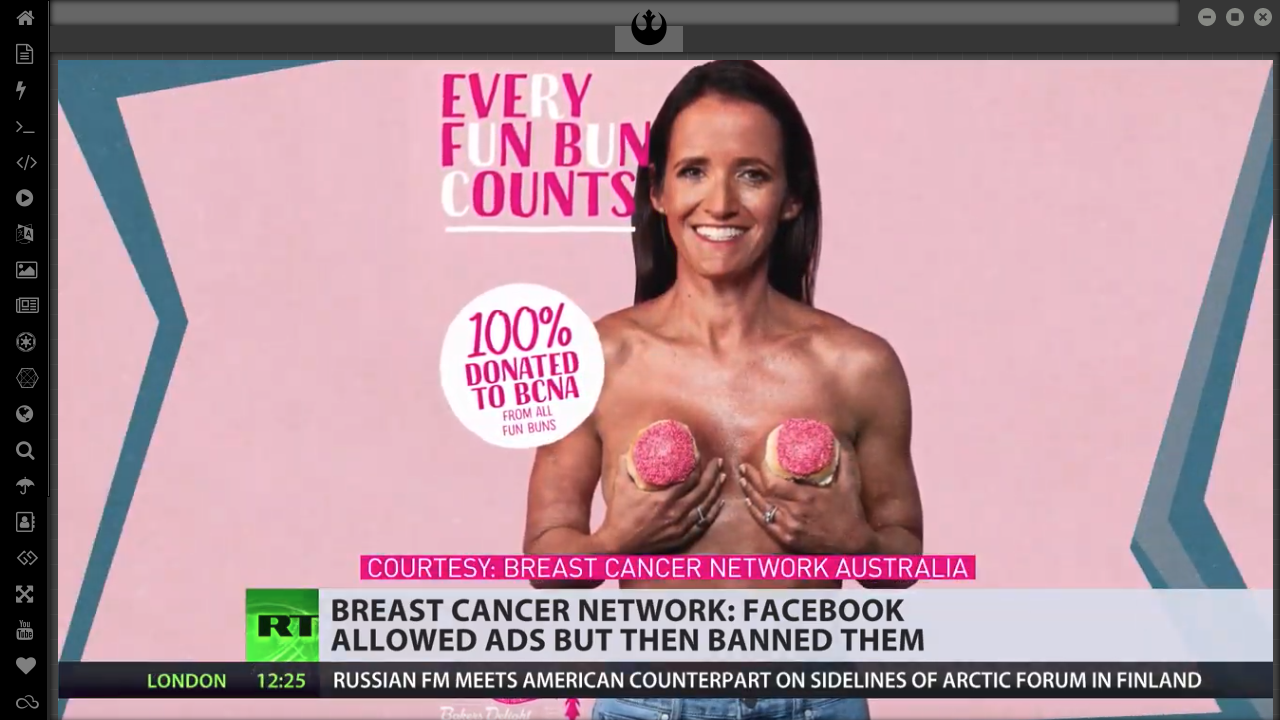 EVERY
FUN BUN
COUNTS
100%
DONATED
TO BCNA
FROM ALL
FUN BUNS
COURTESY: BREAST CANCER NETWORK AUSTRALIA
RT
BREAST CANCER NETWORK: FACEBOOK
ALLOWED ADS BUT THEN BANNED THEM
LONDON 12:25 RUSSIAN FM MEETS AMERICAN COUNTERPART ON SIDELINES OF ARCTIC FORUM IN FINLAND
Bakers Delight
You
Tube